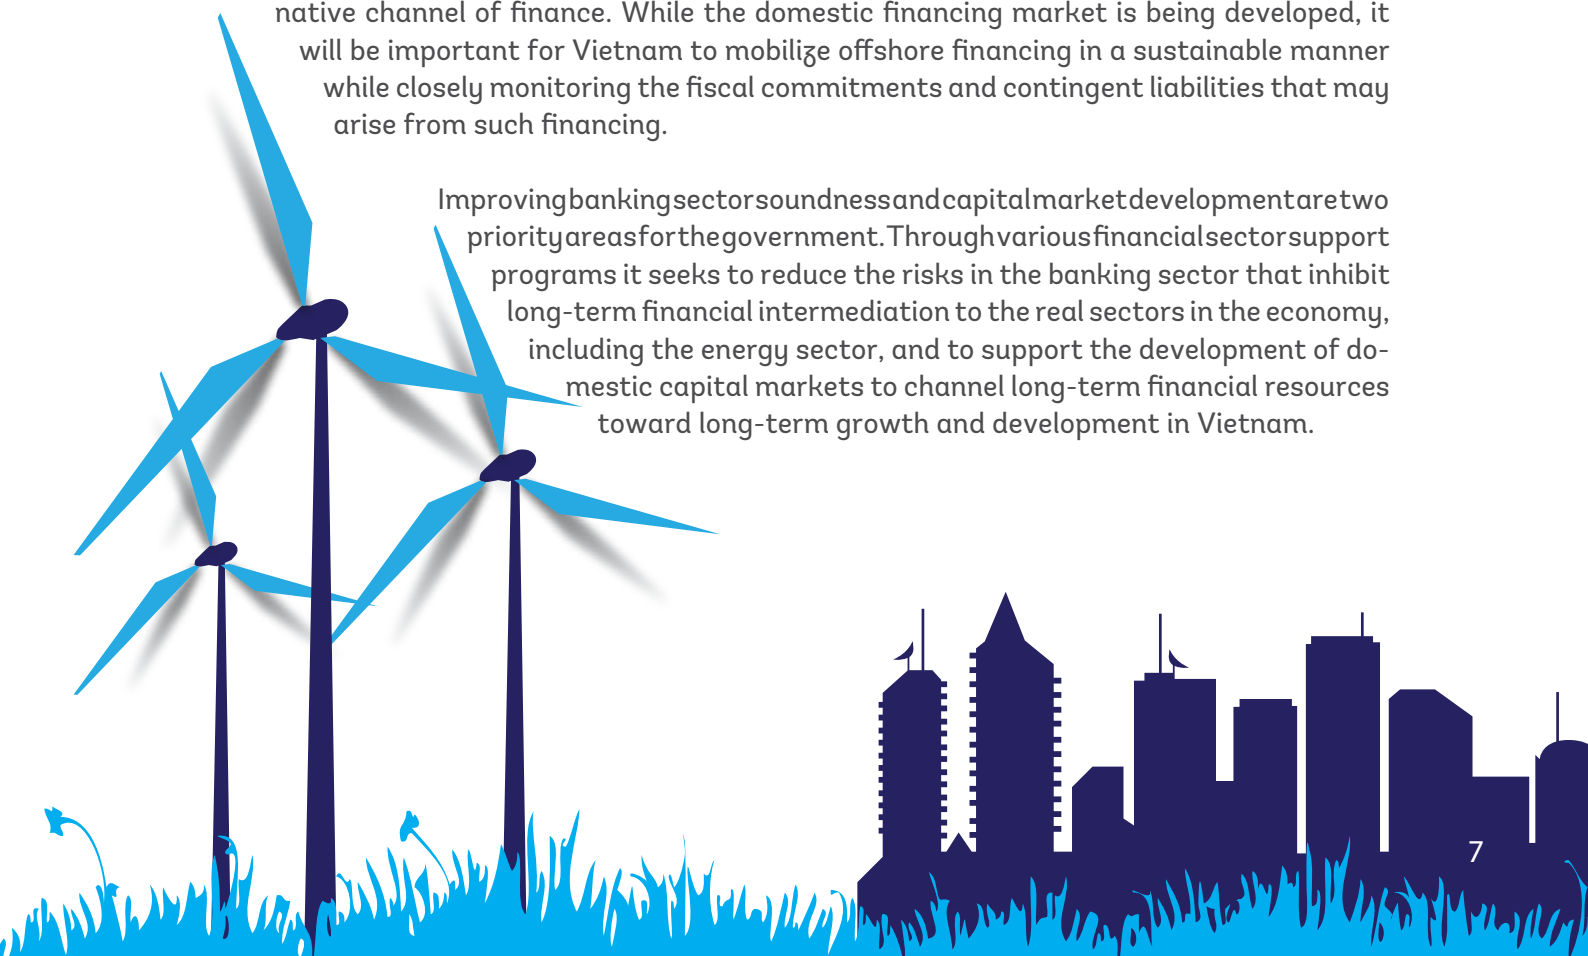 native channel of finance. While the domestic financing market is being developed, it
will be important for Vietnam to mobilize offshore financing in a sustainable manner
while closely monitoring the fiscal commitments and contingent liabilities that may
arise from such financing.
Improving banking sector soundness and capital market development are two
priority areas for the government. Through various financial sector support
programs it seeks to reduce the risks in the banking sector that inhibit
long-term financial intermediation to the real sectors in the economy,
including the energy sector, and to support the development of do-
mestic capital markets to channel long-term financial resources
toward long-term growth and development in Vietnam.
7